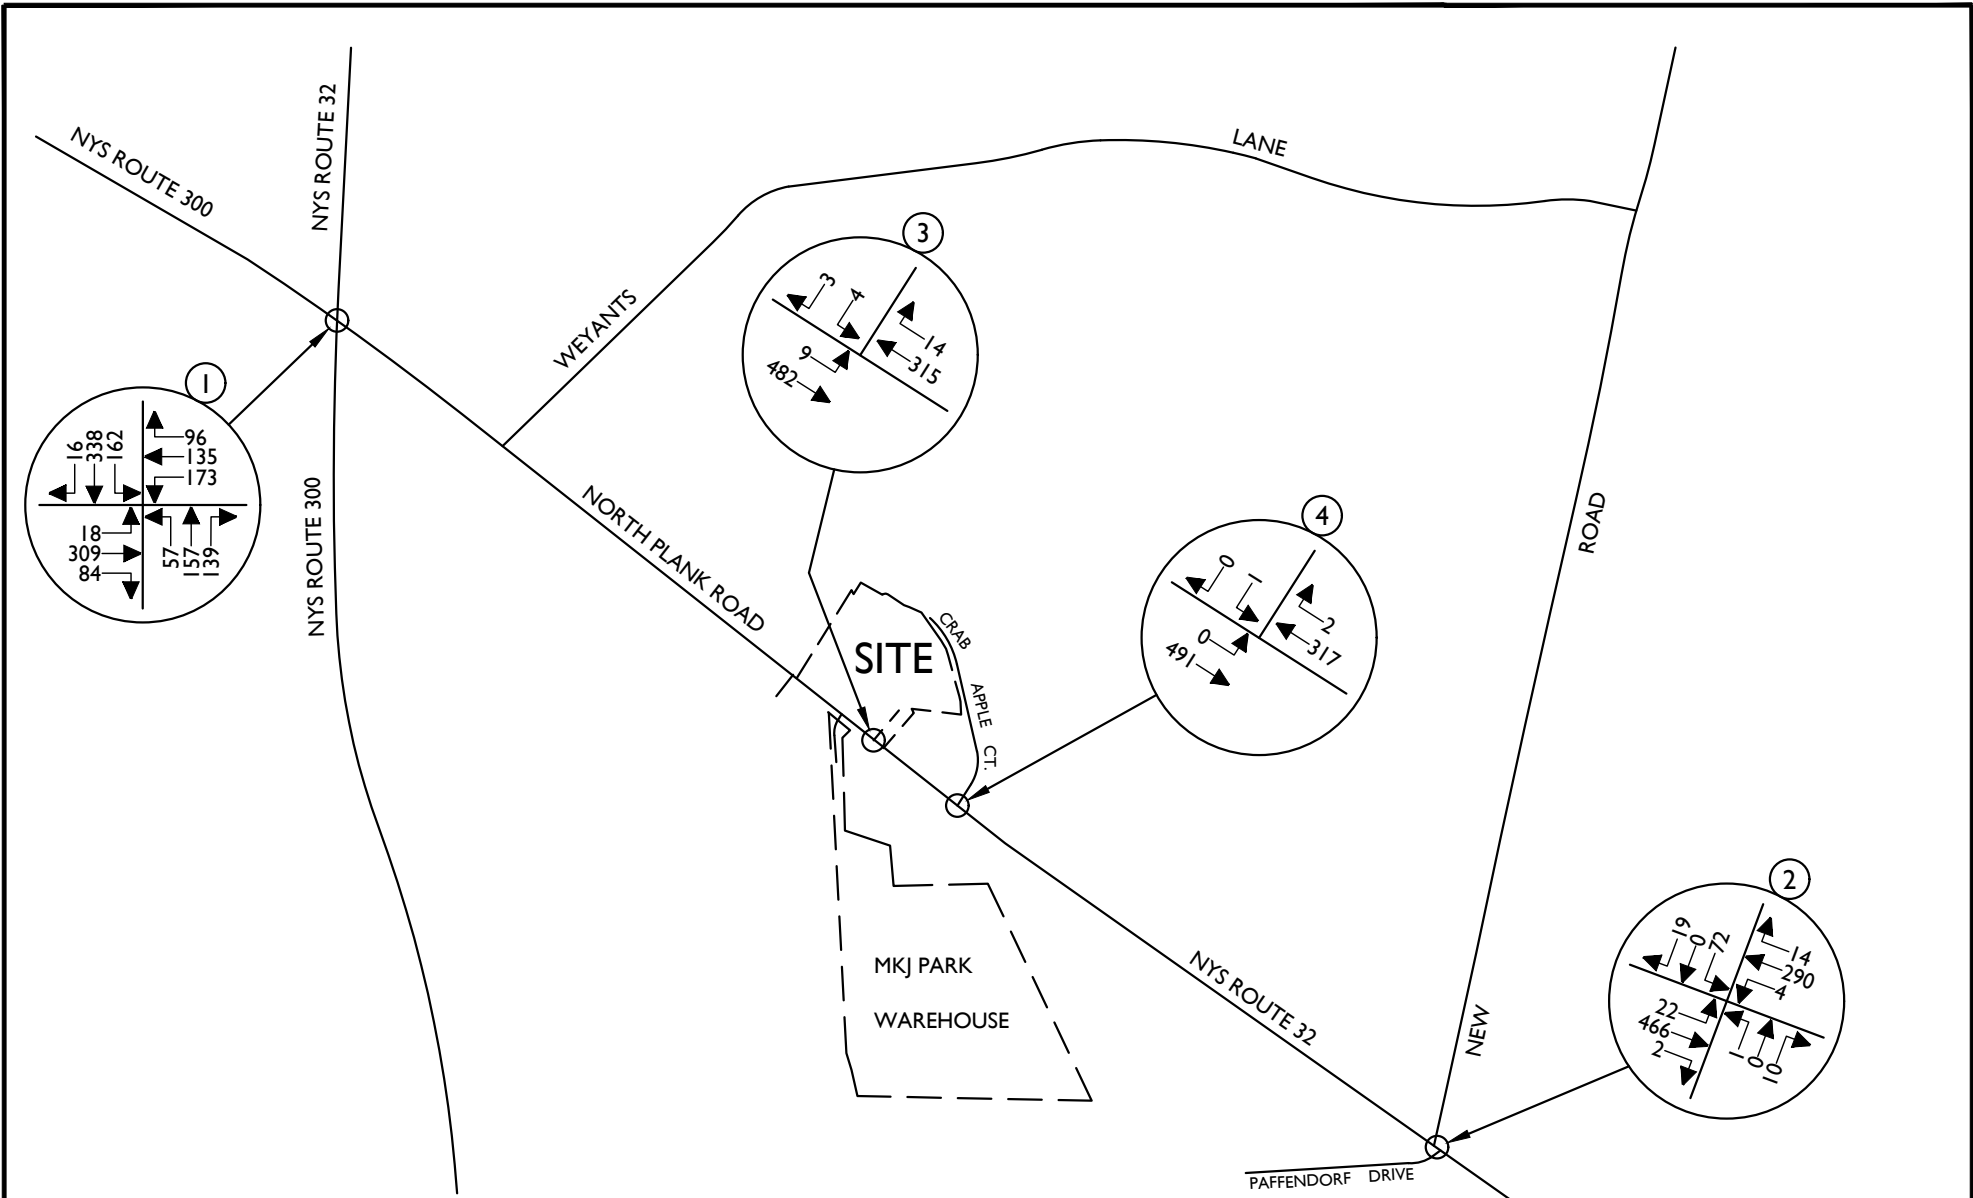 NYS ROUTE 300
NYS ROUTE 32
LANE
WEYANTS
3
3
4
14
315
9
482
1
16
338
162
96
135
173
18
309
84
57
157
139
NYS ROUTE 300
NORTH PLANK ROAD
ROAD
4
0
1
2
317
0
491
SITE
CRAB
APPLE
CT.
2
19
0
72
14
290
4
22
466
2
1
0
10
MKJ PARK
WAREHOUSE
NYS ROUTE 32
NEW
PAFFENDORF DRIVE